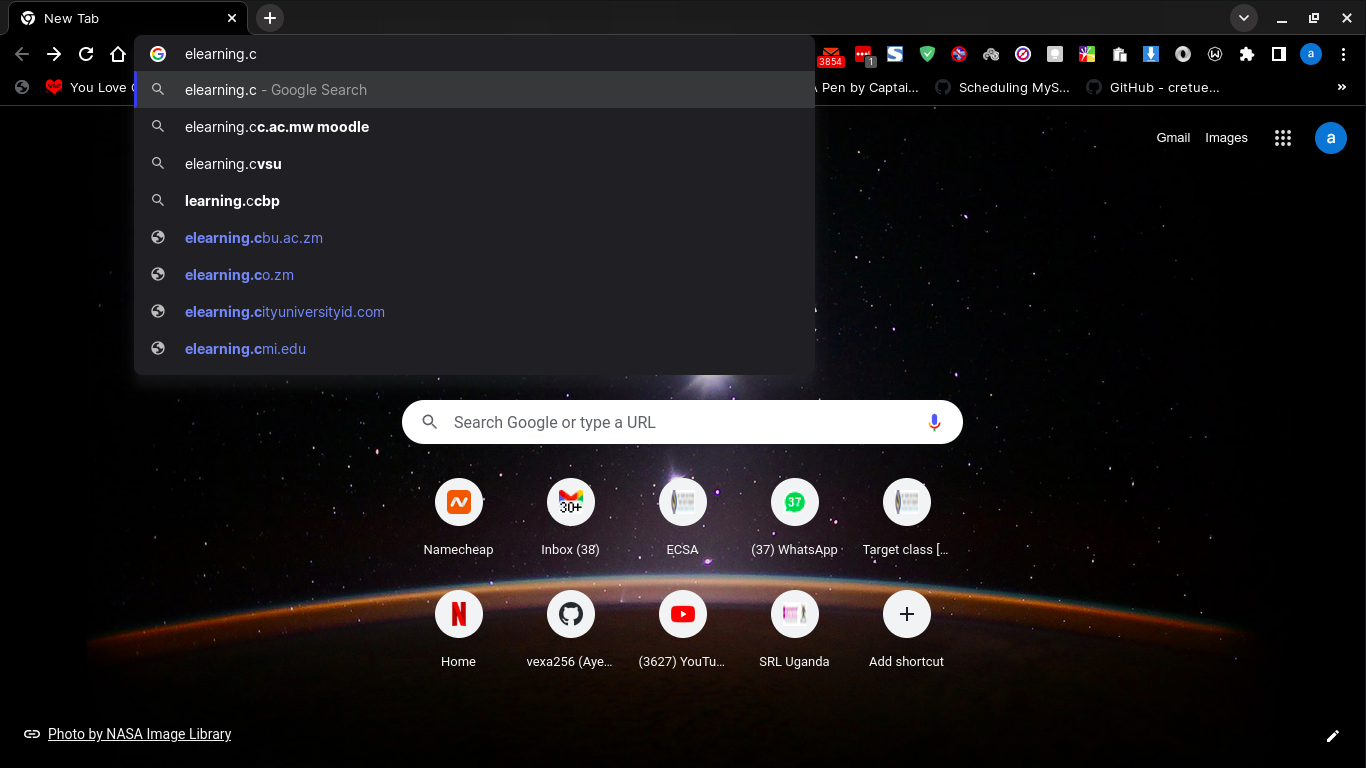 New Tab
elearning.c
3854
1
You Love
elearning.c - Google Search
Pen by Captai...
Scheduling MyS...
GitHub - cretue...
»
elearning.cc.ac.mw moodle
Gmail
Images
a
elearning.cvsu
learning.ccbp
elearning.cbu.ac.zm
elearning.co.zm
elearning.cityuniversityid.com
elearning.cmi.edu
Search Google or type a URL
30+
37
Namecheap
Inbox (38)
ECSA
(37) WhatsApp
Target class [...
Home
vexa256 (Aye...
(3627) YouTu...
SRL Uganda
Add shortcut
Photo by NASA Image Library